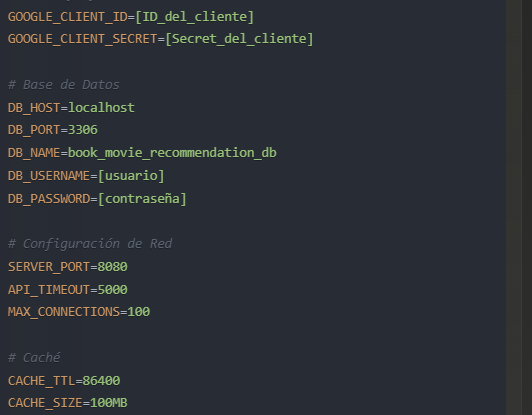 GOOGLE_CLIENT_ID=[ID_del_cliente]
GOOGLE_CLIENT_SECRET=[Secret_del_cliente]
# Base de Datos
DB_HOST=localhost
DB_PORT=3306
DB_NAME=book_movie_recommendation_db
DB_USERNAME=[usuario]
DB_PASSWORD=[contraseña]
# Configuración de Red
SERVER_PORT=8080
API_TIMEOUT=5000
MAX_CONNECTIONS=100
# Caché
CACHE_TTL=86400
CACHE_SIZE=100MB